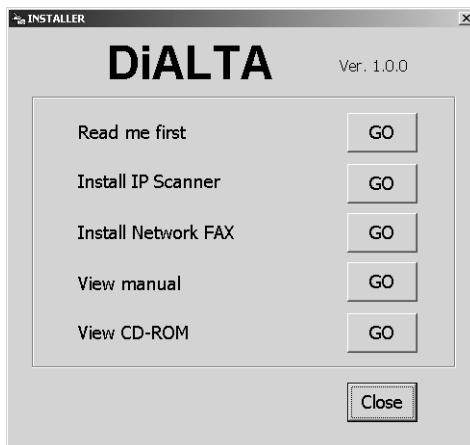 INSTALLER
DiALTA Ver. 1.0.0
Read me first GO
Install IP Scanner GO
Install Network FAX GO
View manual GO
View CD-ROM GO
Close